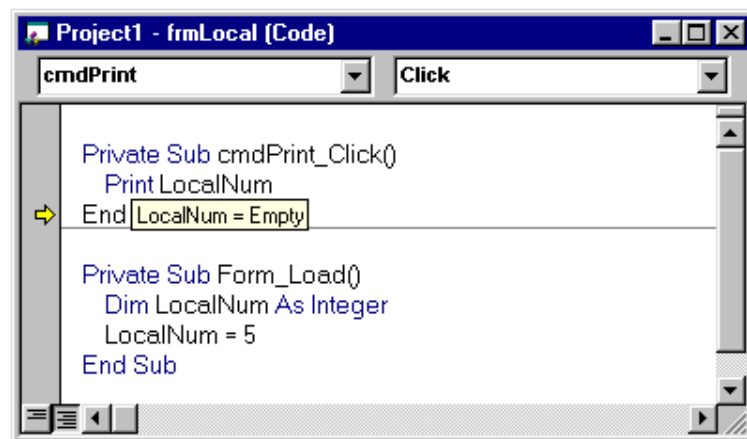 Project1 - frmLocal (Code)
cmdPrint Click
Private Sub cmdPrint_Click()
Print LocalNum
End LocalNum = Empty
Private Sub Form_Load()
Dim LocalNum As Integer
LocalNum = 5
End Sub